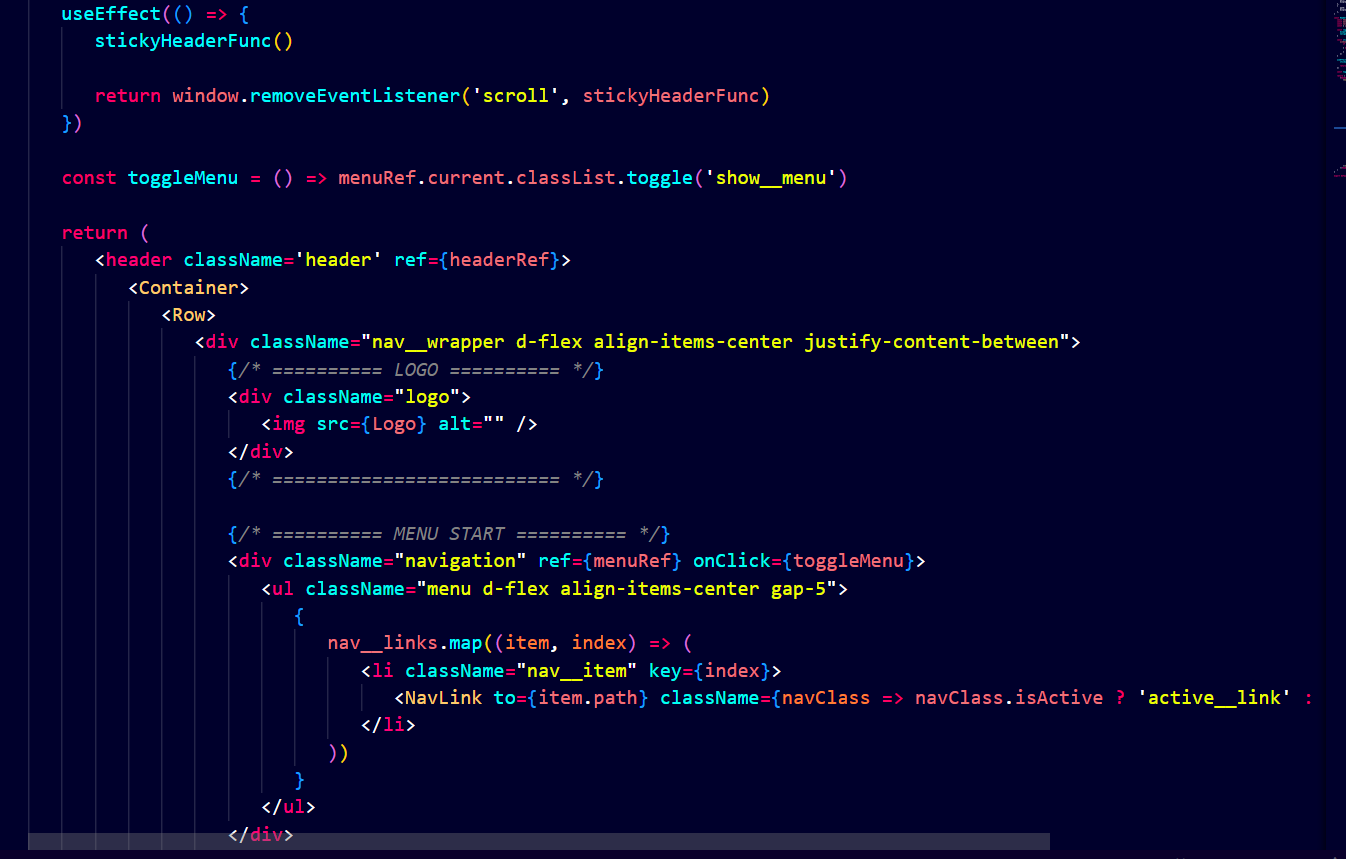 useEffect(() => {
stickyHeaderFunc()
return window.removeEventListener('scroll', stickyHeaderFunc)
})
const toggleMenu = () => menuRef.current.classList.toggle('show__menu')
return (
<header className='header' ref={headerRef}>
<Container>
<Row>
<div className="nav__wrapper d-flex align-items-center justify-content-between">
{/* ========== LOGO ========== */}
<div className="logo">
<img src={Logo} alt="" />
</div>
{/* ========================== */}
{/* ========== MENU START ========== */}
<div className="navigation" ref={menuRef} onClick={toggleMenu}>
<ul className="menu d-flex align-items-center gap-5">
{
nav__links.map((item, index) => (
<li className="nav__item" key={index}>
<NavLink to={item.path} className={navClass => navClass.isActive ? 'active__link' :
</li>
))
}
</ul>
</div>